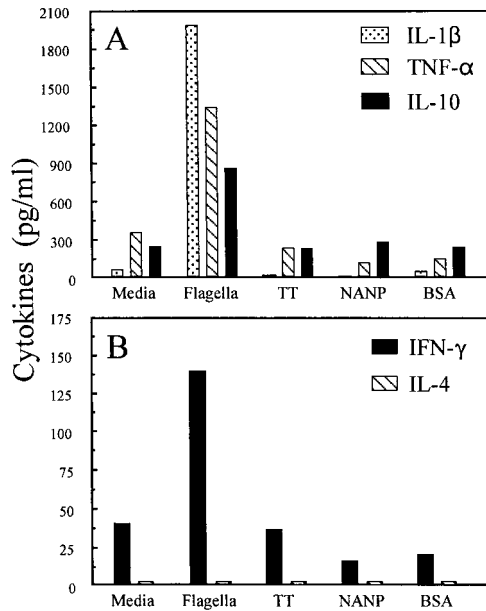 Cytokines (pg/ml)
A
IL-1β
TNF-α
IL-10
2100
1800
1500
1200
900
600
300
0
Media Flagella TT NANP BSA
B
IFN-γ
IL-4
175
150
125
100
75
50
25
0
Media Flagella TT NANP BSA